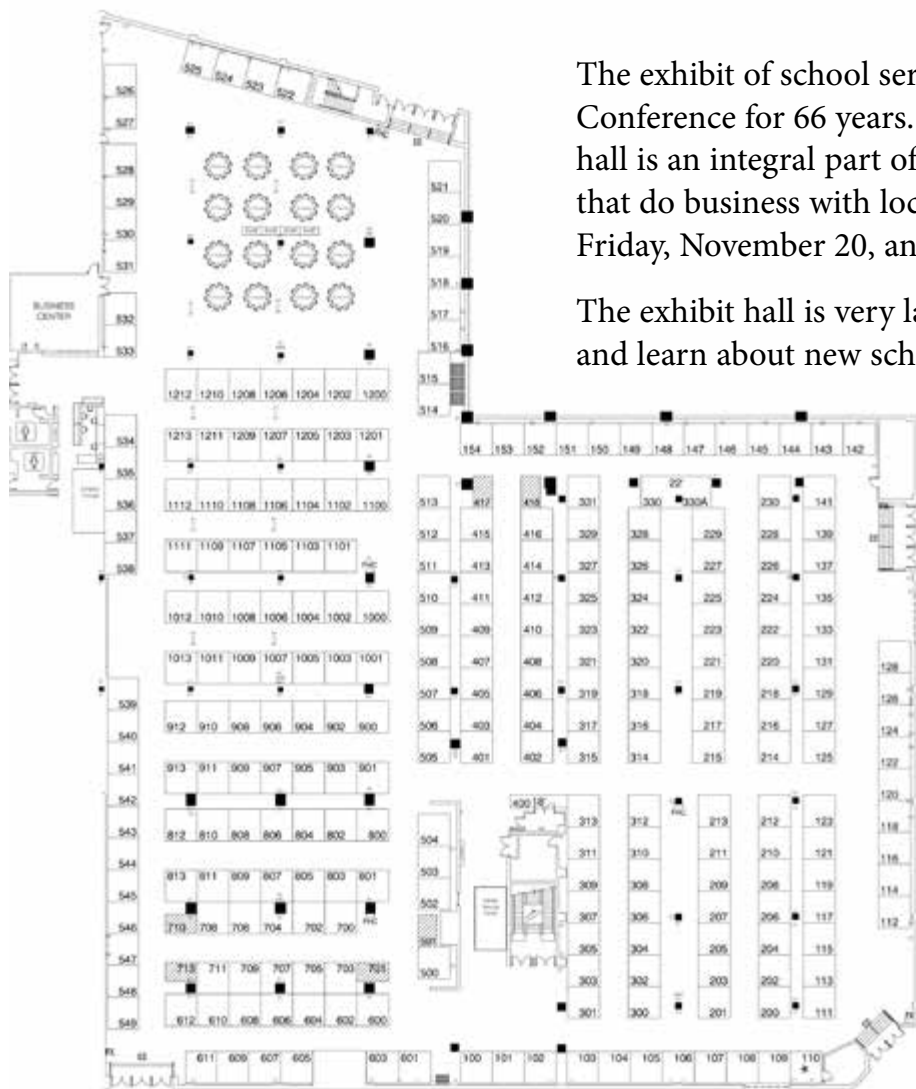 The exhibit of school ser
Conference for 66 years.
hall is an integral part of
that do business with loc
Friday, November 20, an
The exhibit hall is very la
and learn about new sch
525 524 523 522
526
527
528
529
530
531
BUSINESS
CENTER
532
533
521
520
519
518
517
516
515
514
1212 1210 1208 1206 1204 1202 1200
1213 1211 1209 1207 1205 1203 1201
1112 1110 1108 1106 1104 1102 1100
1111 1109 1107 1105 1103 1101
1012 1010 1008 1006 1004 1002 1000
1013 1011 1009 1007 1005 1003 1001
912 910 908 906 904 902 900
913 911 909 907 905 903 901
812 810 808 806 804 802 800
813 811 809 807 805 803 801
710 708 706 704 702 700
713 711 709 707 705 703 701
612 610 608 606 604 602 600
611 609 607 605 603 601
534
535
536
537
538
539
540
541
542
543
544
545
546
547
548
549
154 153 152 151 150 149 148 147 146 145 144 143 142
513 417 418 331 330 22 330A 230 141
512 415 416 329 328 229 228 139
511 413 414 327 326 227 226 137
510 411 412 325 324 225 224 135
509 409 410 323 322 223 222 133
508 407 408 321 320 221 220 131
507 405 406 319 318 219 218 129
506 403 404 317 316 217 216 127
505 401 402 315 314 215 214 125
128
126
124
122
120
118
116
114
112
504
503
502
501
500
400
313 312 213 212 123
311 310 211 210 121
309 308 209 208 119
307 306 207 206 117
305 304 205 204 115
303 302 203 202 113
301 300 201 200 111
100 101 102 103 104 105 106 107 108 109 110
FHC
FHC
FHC